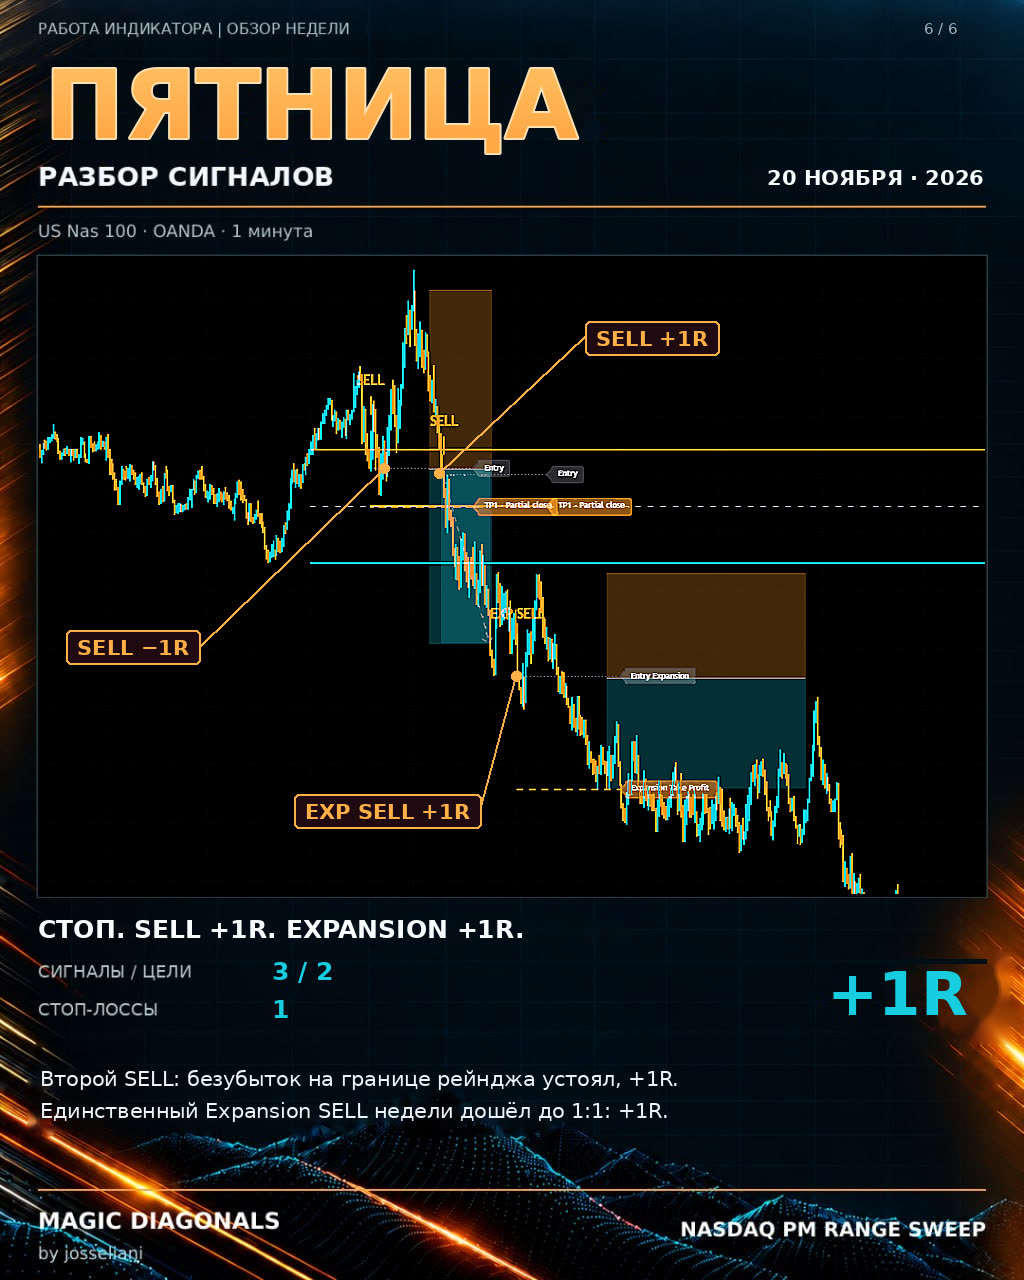 РАБОТА ИНДИКАТОРА | ОБЗОР НЕДЕЛИ
6 / 6
ПЯТНИЦА
РАЗБОР СИГНАЛОВ
20 НОЯБРЯ · 2026
US Nas 100 · OANDA · 1 минута
SELL +1R
SELL
SELL
Entry
Entry
TP1 - Partial close
TP1 - Partial close
EXP SELL
SELL −1R
Entry Expansion
Expansion Take Profit
EXP SELL +1R
СТОП. SELL +1R. EXPANSION +1R.
СИГНАЛЫ / ЦЕЛИ 3 / 2
СТОП-ЛОССЫ 1
+1R
Второй SELL: безубыток на границе рейнджа устоял, +1R.
Единственный Expansion SELL недели дошёл до 1:1: +1R.
MAGIC DIAGONALS
by jossellani
NASDAQ PM RANGE SWEEP